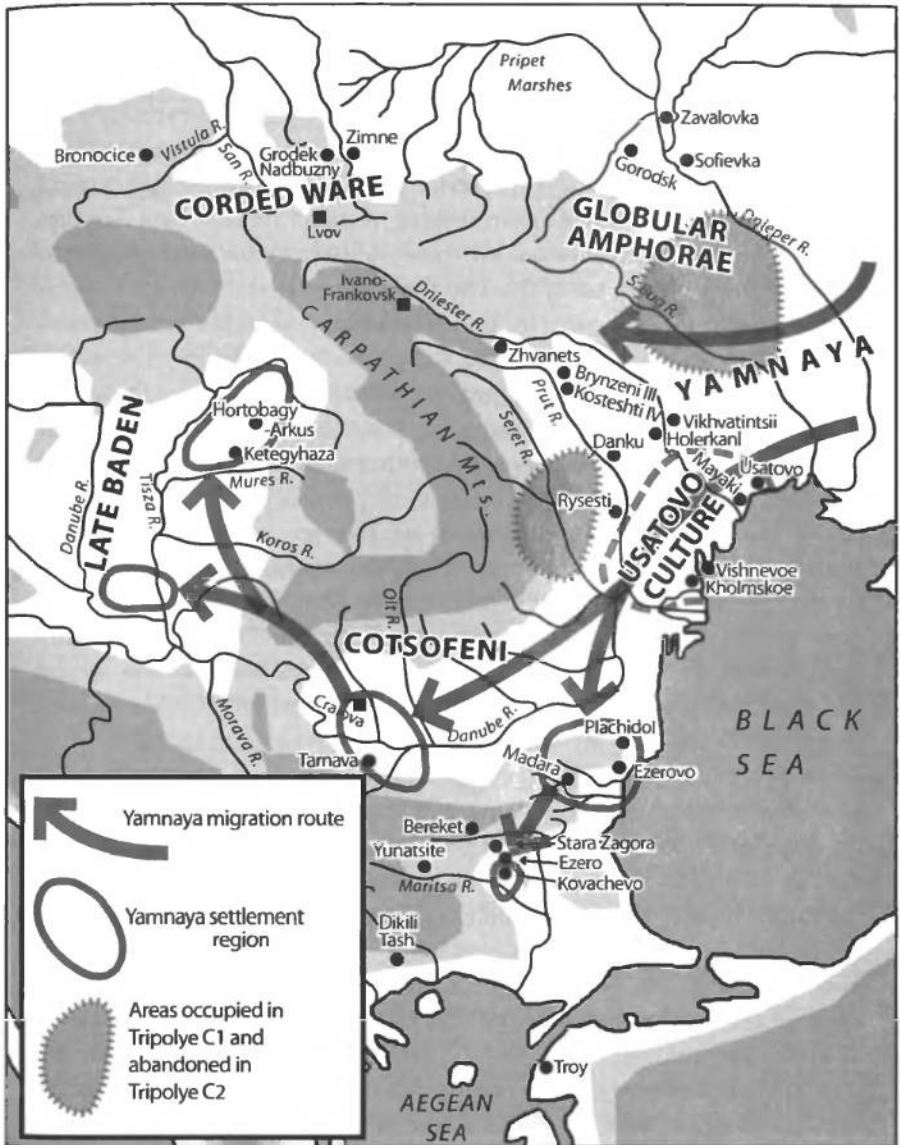 Pripet
Marshes
Zavalovka
Bronocice
Vistula R.
San R.
Grodek
Nadbuzny
Zimne
Gorodsk
Sofievka
CORDED WARE
Lvov
GLOBULAR
AMPHORAE
Dnieper R.
S. Bug R.
Ivano-
Frankovsk
Dniester R.
CARPATHIAN Mts.
Zhvanets
YAMNAYA
Brynzeni III
Kosteshti IV
Prut R.
Seret R.
Hortobagy
-Arkus
Ketegyhaza
Vikhvatintsii
Holerkani
Danku
Mayaki
Usatovo
LATE BADEN
Danube R.
Tisza R.
Mures R.
Rysesti
USATOVO
CULTURE
Koros R.
Vishnevoe
Kholmskoe
Olt R.
COTSOFENI
Craiova
Morava R.
Danube R.
Plachidol
BLACK
SEA
Tarnava
Madara
Ezerovo
Bereket
Stara Zagora
Yunatsite
Ezero
Maritsa R.
Kovachevo
Dikili
Tash
Troy
AEGEAN
SEA
Yamnaya migration route
Yamnaya settlement
region
Areas occupied in
Tripolye C1 and
abandoned in
Tripolye C2